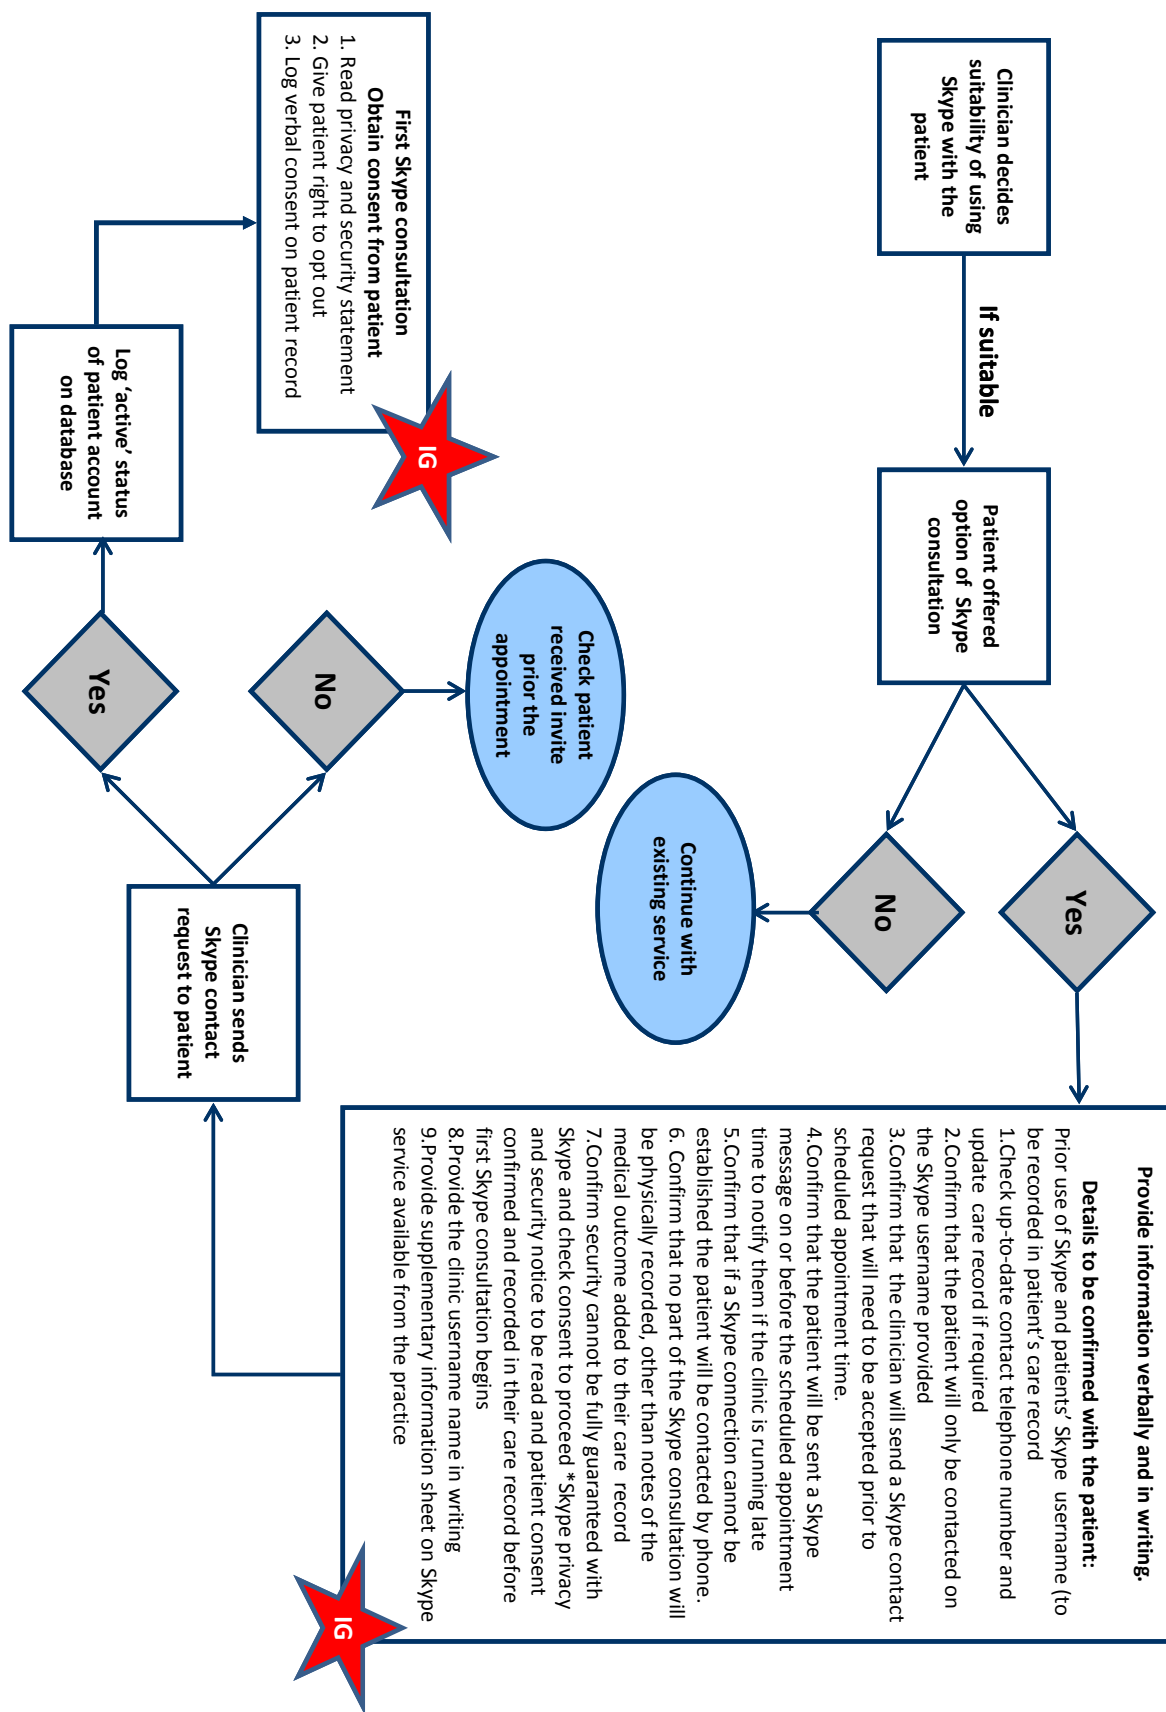 Clinician decides
suitability of using
Skype with the
patient
If suitable
Patient offered
option of Skype
consultation
Yes
No
Continue with
existing service
Provide information verbally and in writing.
Details to be confirmed with the patient:
Prior use of Skype and patients' Skype username (to
be recorded in patient's care record
1.Check up-to-date contact telephone number and
update care record if required
2.Confirm that the patient will only be contacted on
the Skype username provided
3.Confirm that the clinician will send a Skype contact
request that will need to be accepted prior to
scheduled appointment time.
4.Confirm that the patient will be sent a Skype
message on or before the scheduled appointment
time to notify them if the clinic is running late
5.Confirm that if a Skype connection cannot be
established the patient will be contacted by phone.
6. Confirm that no part of the Skype consultation will
be physically recorded, other than notes of the
medical outcome added to their care record
7.Confirm security cannot be fully guaranteed with
Skype and check consent to proceed *Skype privacy
and security notice to be read and patient consent
confirmed and recorded in their care record before
first Skype consultation begins
8.Provide the clinic username name in writing
9.Provide supplementary information sheet on Skype
service available from the practice
IG
Clinician sends
Skype contact
request to patient
No
Check patient
received invite
prior the
appointment
Yes
Log 'active' status
of patient account
on database
First Skype consultation
Obtain consent from patient
1. Read privacy and security statement
2. Give patient right to opt out
3. Log verbal consent on patient record
IG